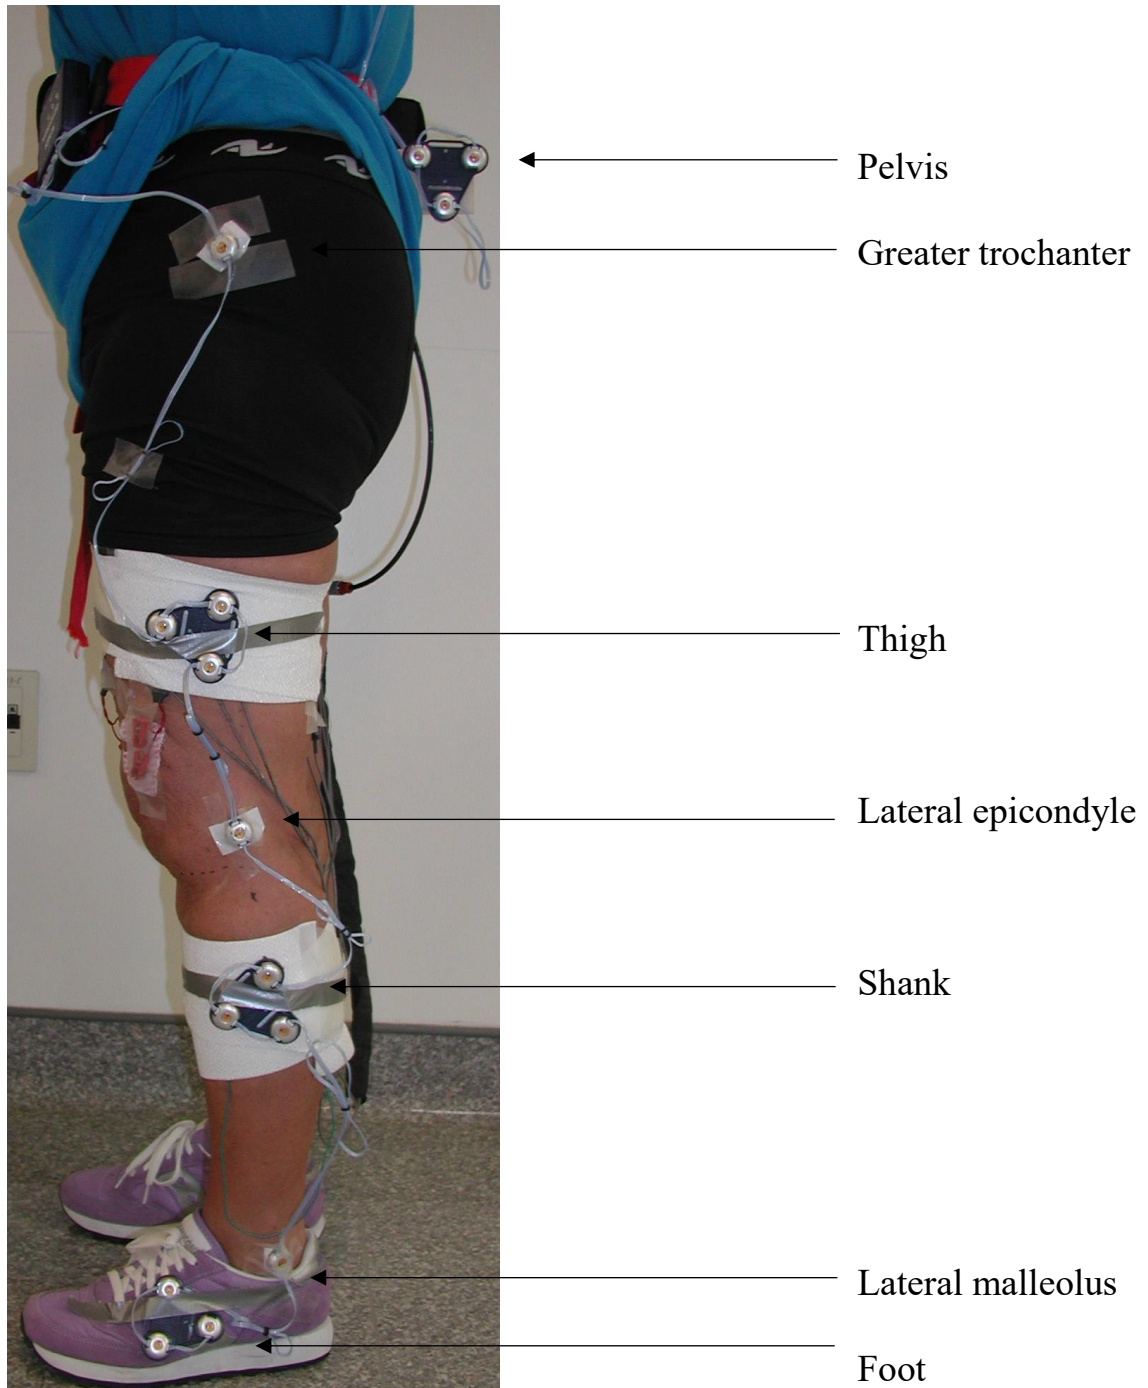 Pelvis
Greater trochanter
Thigh
Lateral epicondyle
Shank
Lateral malleolus
Foot